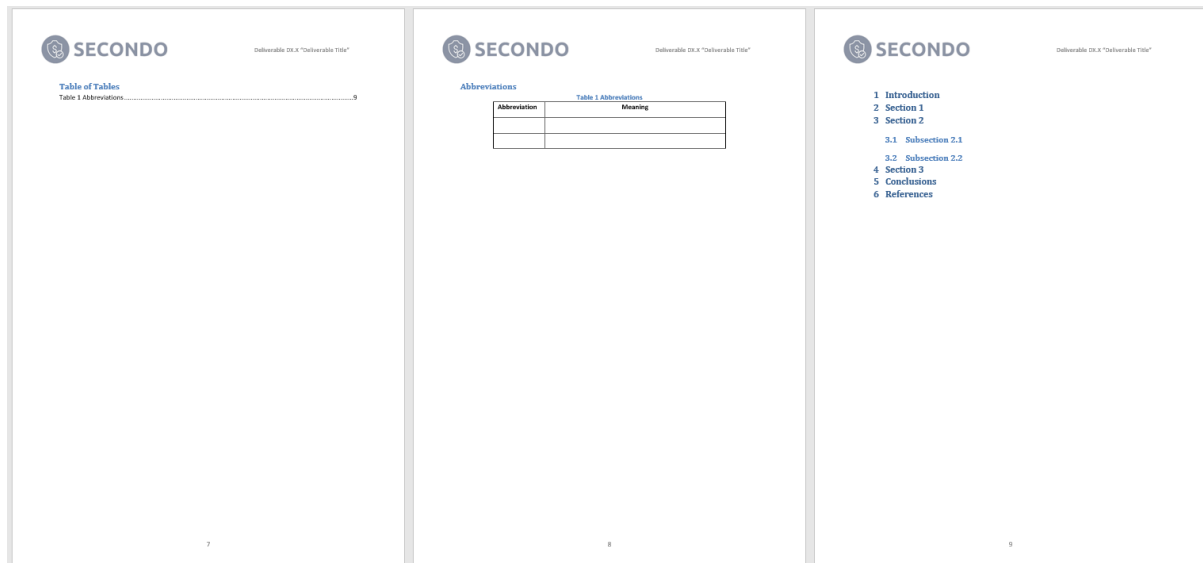 SECONDO
Deliverable DX.X "Deliverable Title"
Table of Tables
Table 1 Abbreviations...9
7
SECONDO
Deliverable DX.X "Deliverable Title"
Abbreviations
Table 1 Abbreviations
Abbreviation Meaning
8
SECONDO
Deliverable DX.X "Deliverable Title"
1 Introduction
2 Section 1
3 Section 2
3.1 Subsection 2.1
3.2 Subsection 2.2
4 Section 3
5 Conclusions
6 References
9